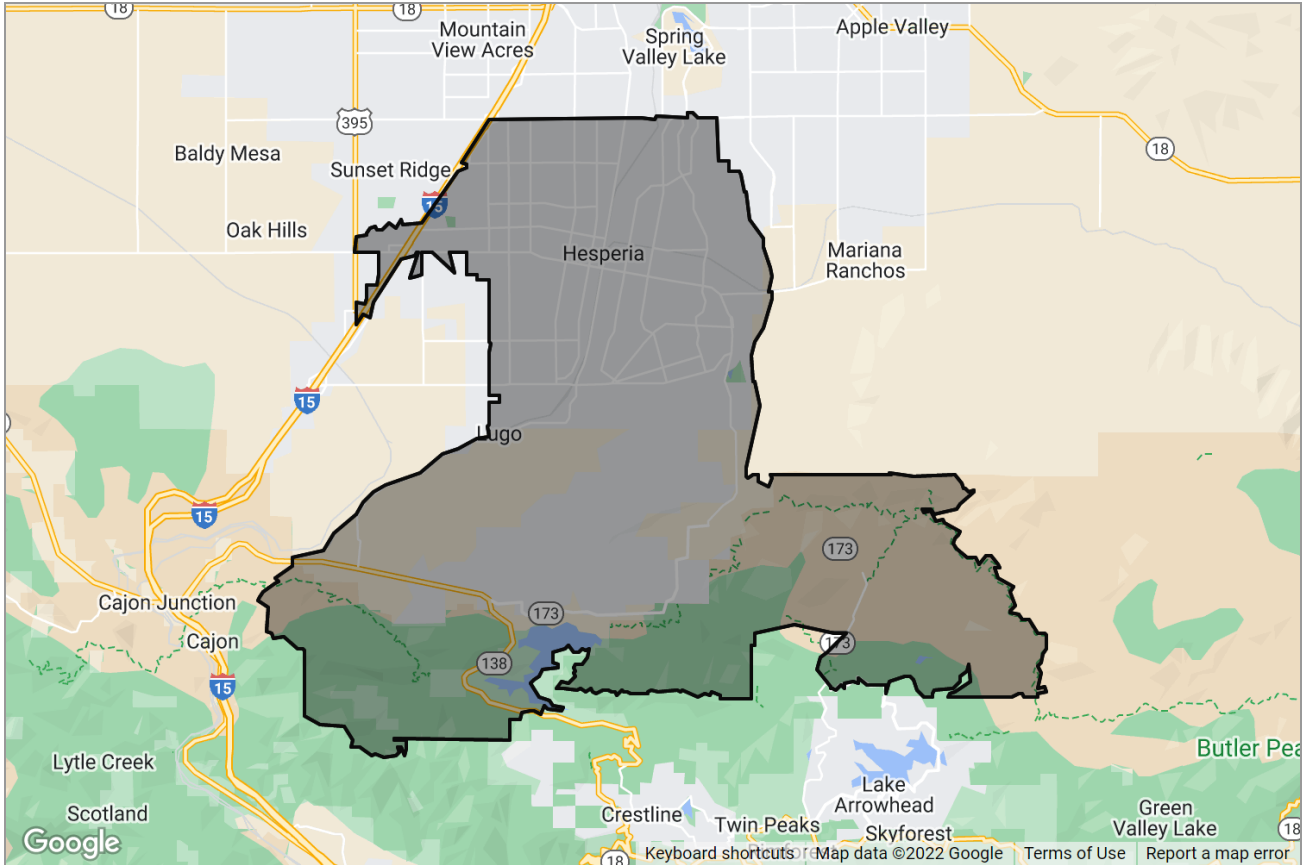 18
18
Mountain
View Acres
Spring
Valley Lake
Apple Valley
395
18
Baldy Mesa
Sunset Ridge
15
Oak Hills
Hesperia
Mariana
Ranchos
15
Lugo
15
173
Cajon Junction
173
Cajon
173
138
15
Butler Pea
Lytle Creek
Lake
Arrowhead
Scotland
Crestline
Twin Peaks
Skyforest
Green
Valley Lake
18
18
Google
Keyboard shortcuts
Map data ©2022 Google
Terms of Use
Report a map error